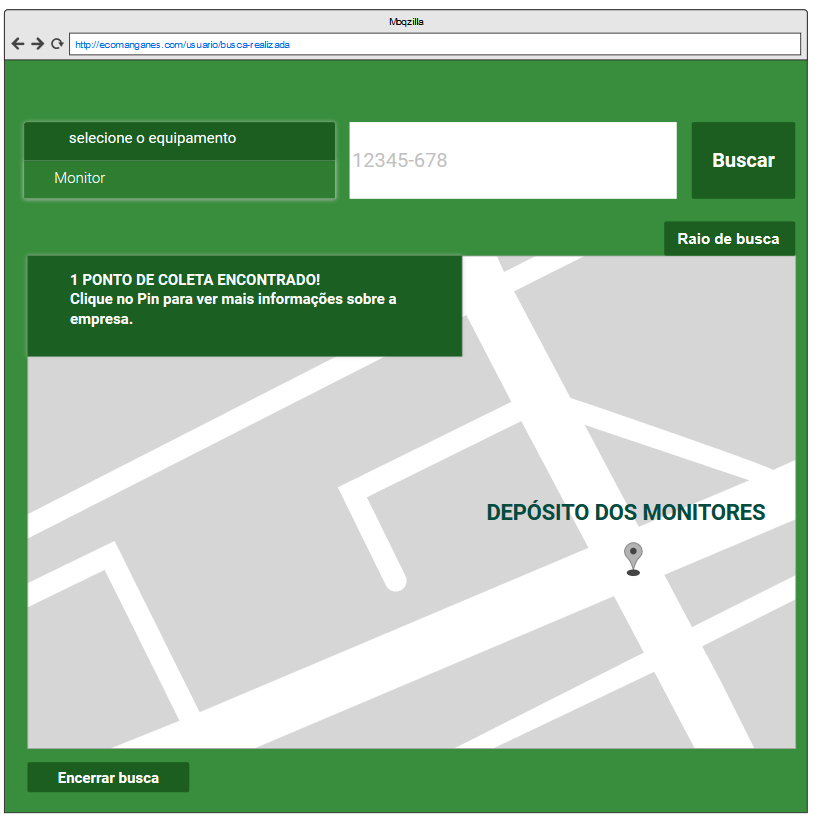 Moqzilla
http://ecomanganes.com/usuario/busca-realizada
selecione o equipamento
Monitor
12345-678
Buscar
Raio de busca
1 PONTO DE COLETA ENCONTRADO!
Clique no Pin para ver mais informações sobre a
empresa.
DEPÓSITO DOS MONITORES
Encerrar busca